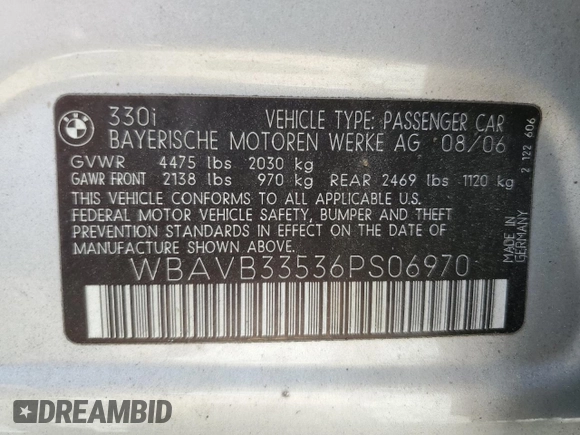 330i VEHICLE TYPE: PASSENGER CAR
BAYERISCHE MOTOREN WERKE AG 08/06
GVWR 4475 lbs 2030 kg
GAWR FRONT 2138 lbs 970 kg REAR 2469 lbs 1120 kg
THIS VEHICLE CONFORMS TO ALL APPLICABLE U.S.
FEDERAL MOTOR VEHICLE SAFETY, BUMPER AND THEFT
PREVENTION STANDARDS IN EFFECT ON THE DATE OF
MANUFACTURE SHOWN ABOVE.
WBAVB33536PS06970
MADE IN
GERMANY
2 122 606
BMW
DREAMBID